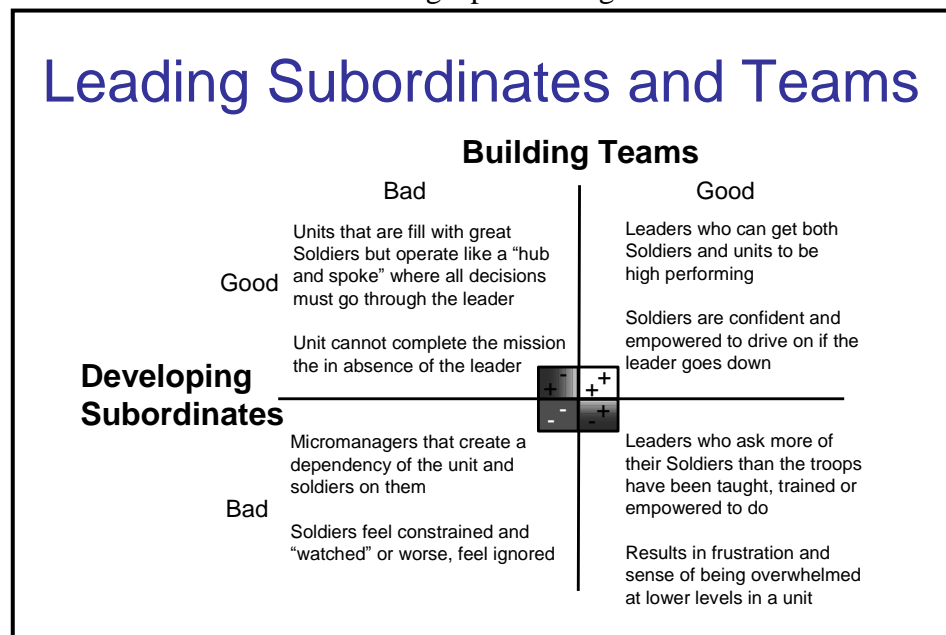 Leading Subordinates and Teams
Building Teams
Bad
Good
Good
Units that are fill with great
Soldiers but operate like a “hub
and spoke” where all decisions
must go through the leader
Unit cannot complete the mission
the in absence of the leader
Leaders who can get both
Soldiers and units to be
high performing
Soldiers are confident and
empowered to drive on if the
leader goes down
Developing
Subordinates
+ -
+ +
- -
- +
Bad
Micromanagers that create a
dependency of the unit and
soldiers on them
Soldiers feel constrained and
“watched” or worse, feel ignored
Leaders who ask more of
their Soldiers than the troops
have been taught, trained or
empowered to do
Results in frustration and
sense of being overwhelmed
at lower levels in a unit